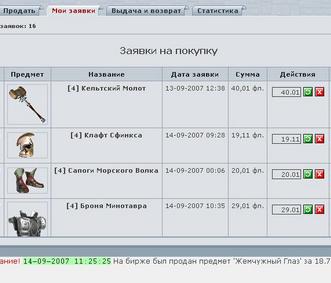 Продать Мои заявки Выдача и возврат Статистика
заявок: 16
Заявки на покупку
Предмет Название Дата заявки Сумма Действия
[4] Кельтский Молот 13-09-2007 12:38 40,01 фл. 40.01
[4] Клафт Сфинкса 14-09-2007 09:28 19,11 фл. 19.11
[4] Сапоги Морского Волка 14-09-2007 00:06 20,01 фл. 20.01
[4] Броня Минотавра 14-09-2007 10:35 29,01 фл. 29.01
ание! 14-09-2007 11:25:25 На бирже был продан предмет 'Жемчужный Глаз' за 18.7